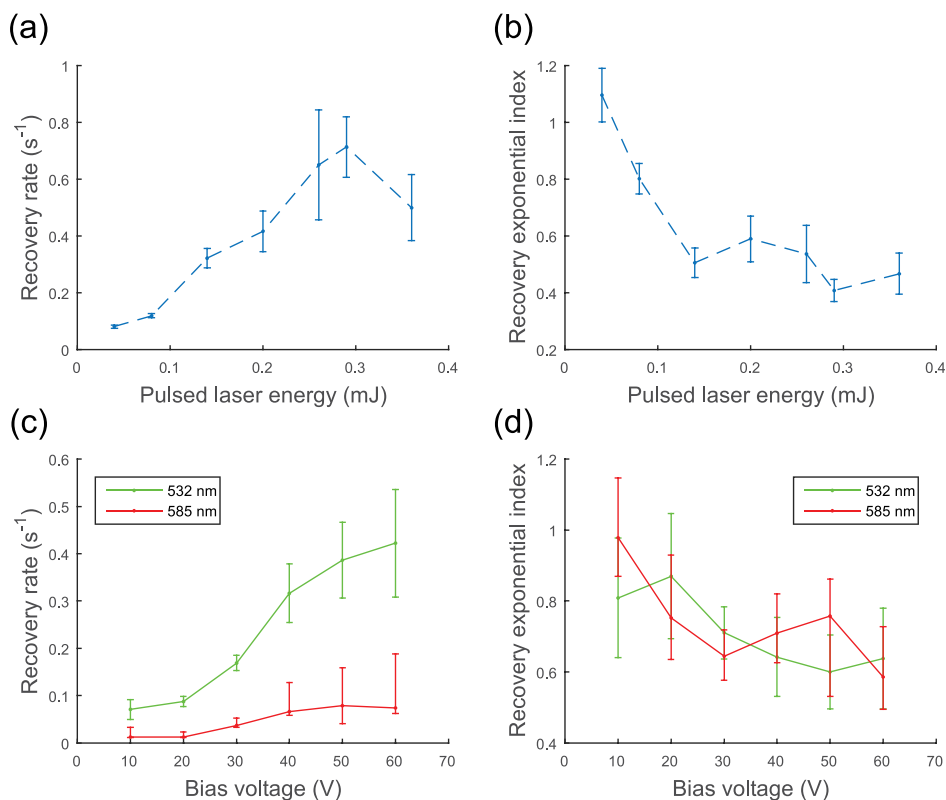 (a)
Recovery rate (s⁻¹)
1
0.8
0.6
0.4
0.2
0
0 0.1 0.2 0.3 0.4
Pulsed laser energy (mJ)
(b)
Recovery exponential index
1.2
1
0.8
0.6
0.4
0.2
0 0.1 0.2 0.3 0.4
Pulsed laser energy (mJ)
(c)
Recovery rate (s⁻¹)
0.6
0.5
0.4
0.3
0.2
0.1
0
532 nm
585 nm
0 10 20 30 40 50 60 70
Bias voltage (V)
(d)
Recovery exponential index
1.2
1
0.8
0.6
0.4
532 nm
585 nm
0 10 20 30 40 50 60 70
Bias voltage (V)